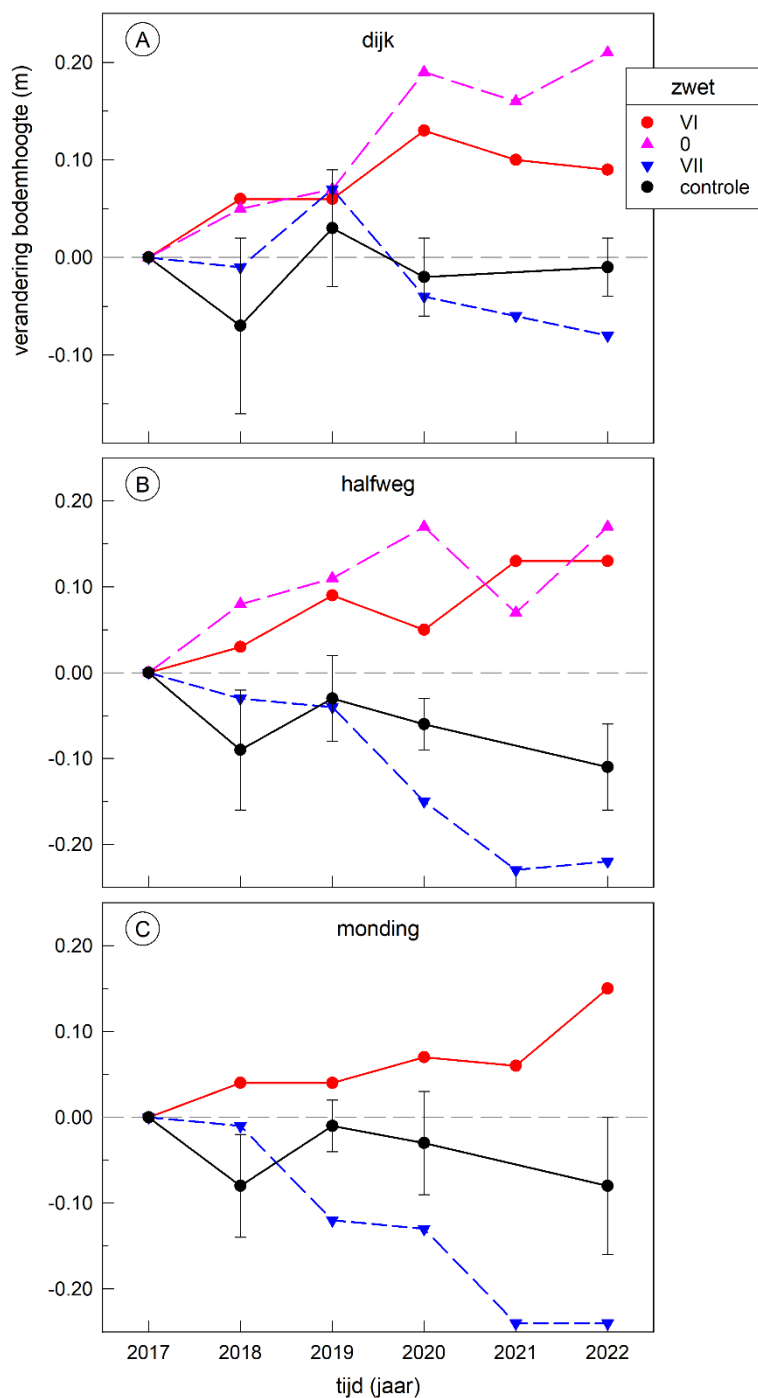 A
dijk
0.20
0.10
0.00
-0.10
zwet
VI
0
VII
controle
verandering bodemhoogte (m)
B
halfweg
0.20
0.10
0.00
-0.10
-0.20
C
monding
0.20
0.10
0.00
-0.10
-0.20
2017 2018 2019 2020 2021 2022
tijd (jaar)